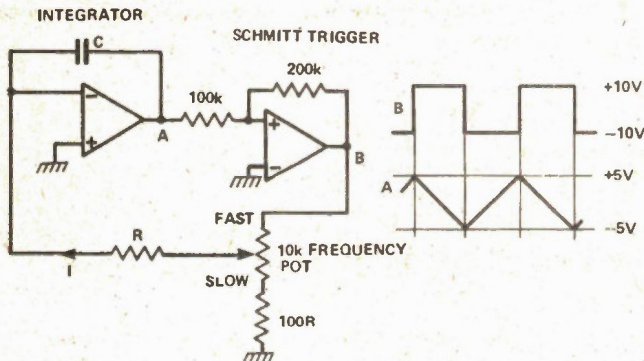 INTEGRATOR
SCHMITT TRIGGER
C
200k
100k
-
+
A
+
-
B
B
A
+10V
-10V
+5V
-5V
FAST
R
10k FREQUENCY
POT
SLOW
I
100R